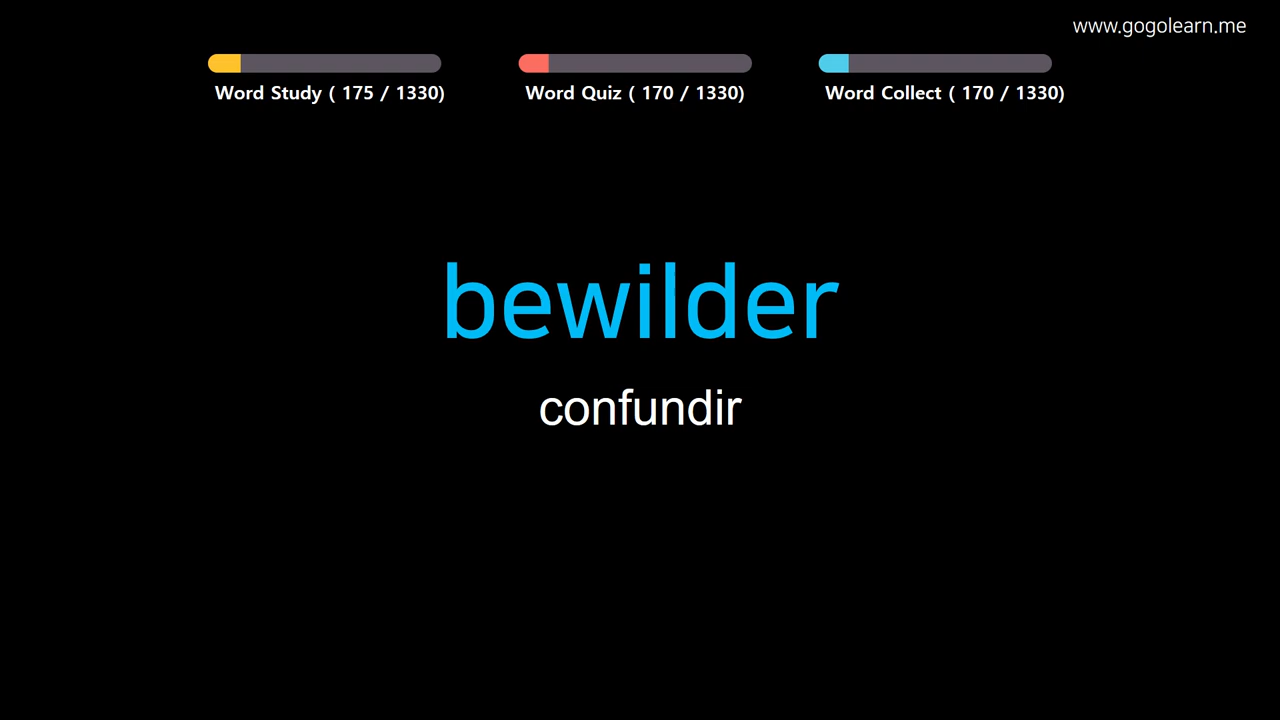 www.gogolearn.me
Word Study ( 175 / 1330)
Word Quiz ( 170 / 1330)
Word Collect ( 170 / 1330)
bewilder
confundir